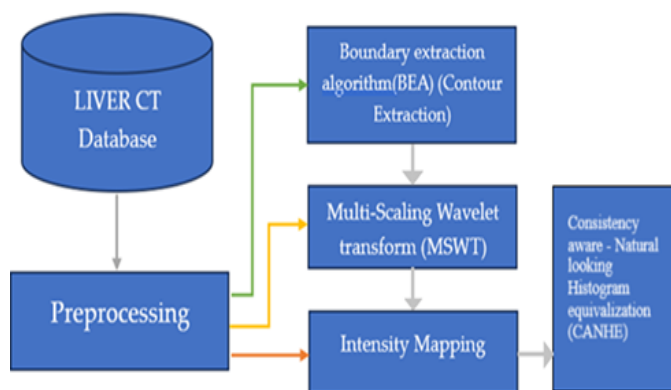 LIVER CT
Database
Preprocessing
Boundary extraction
algorithm(BEA) (Contour
Extraction)
Multi-Scaling Wavelet
transform (MSWT)
Intensity Mapping
Consistency
aware - Natural
looking
Histogram
equivalization
(CANHE)